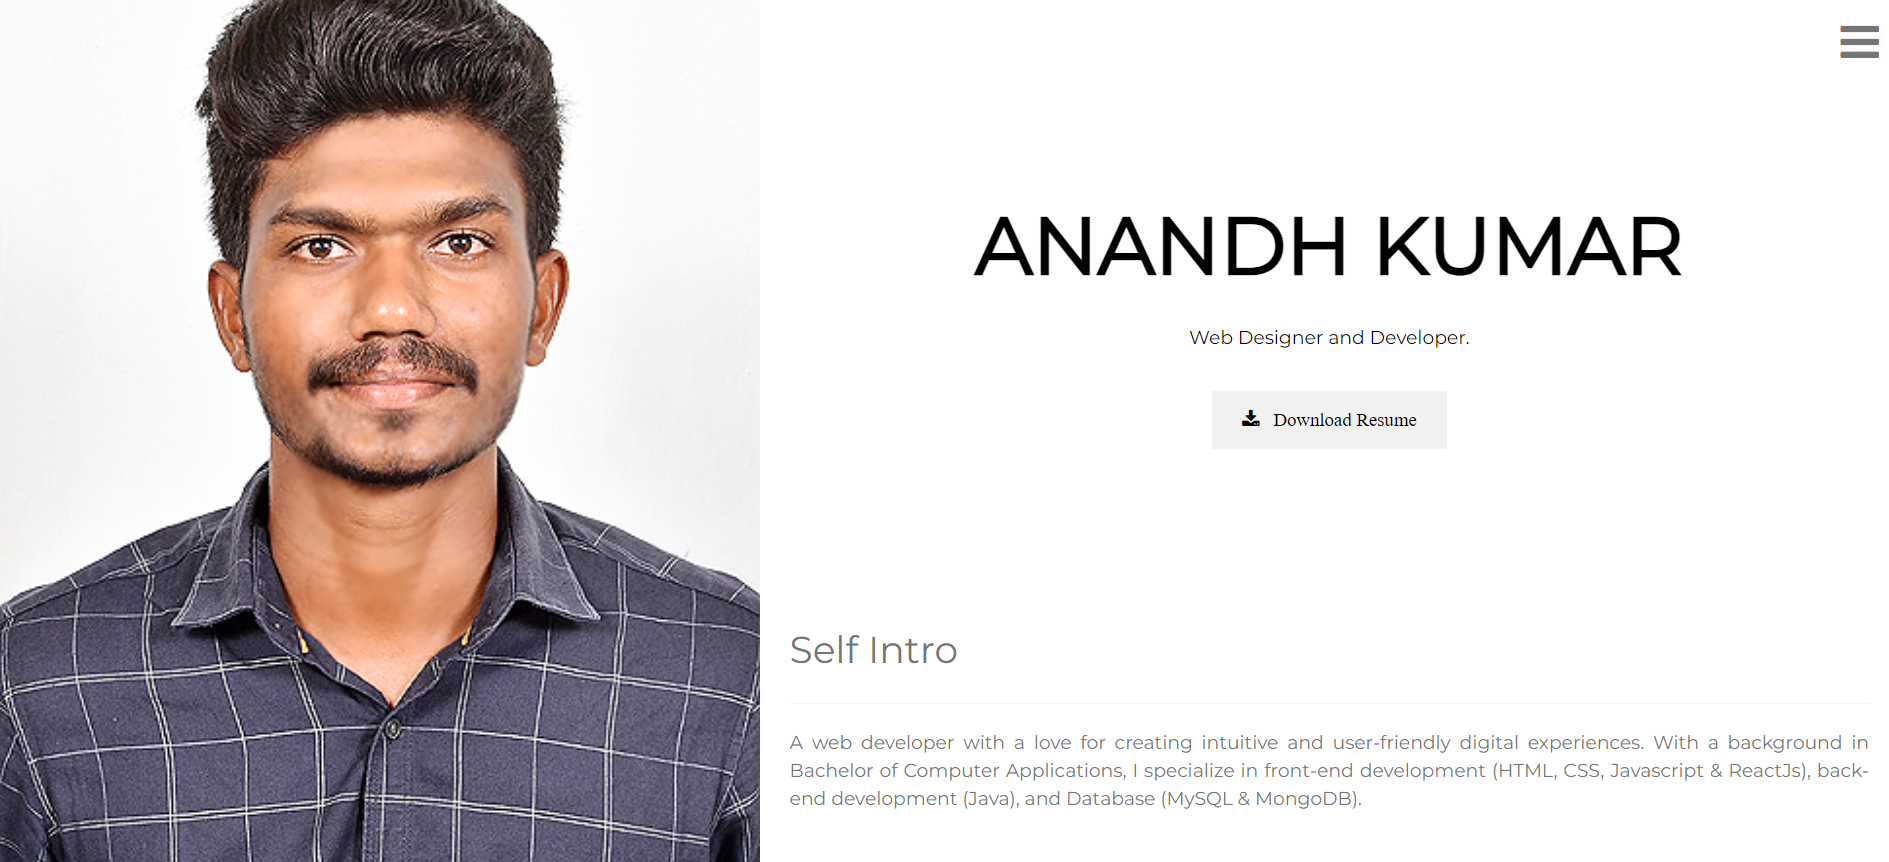 ANANDH KUMAR
Web Designer and Developer.
Download Resume
Self Intro
A web developer with a love for creating intuitive and user-friendly digital experiences. With a background in
Bachelor of Computer Applications, I specialize in front-end development (HTML, CSS, Javascript & ReactJs), back-
end development (Java), and Database (MySQL & MongoDB).